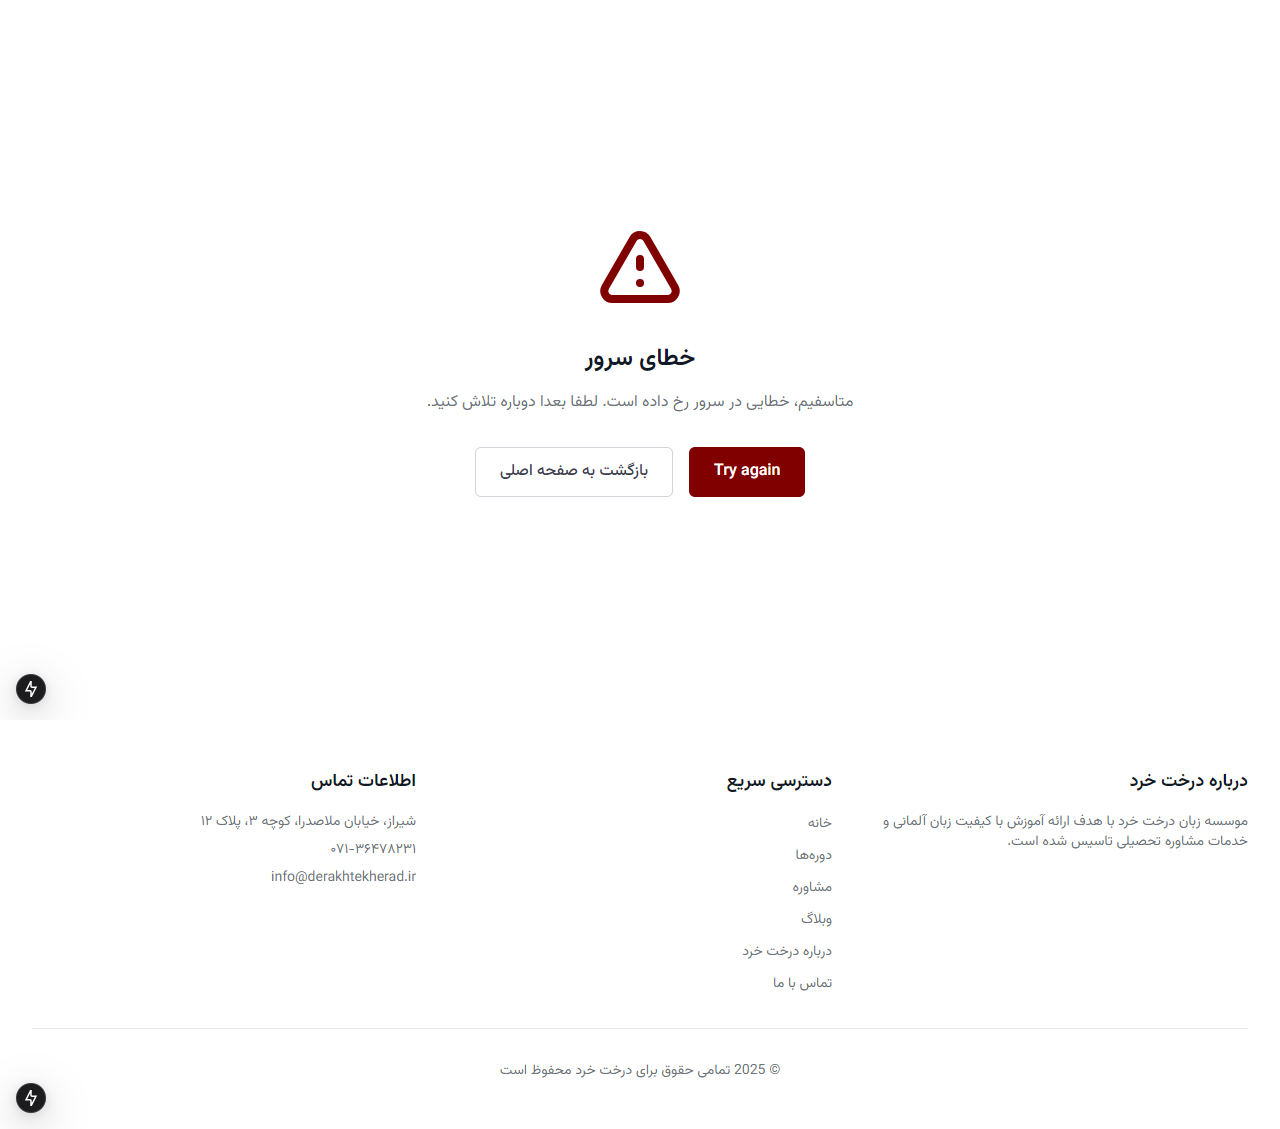 خطای سرور
متاسفیم، خطایی در سرور رخ داده است. لطفا بعدا دوباره تلاش کنید.
Try again
بازگشت به صفحه اصلی
درباره درخت خرد
موسسه زبان درخت خرد با هدف ارائه آموزش با کیفیت زبان آلمانی و
خدمات مشاوره تحصیلی تاسیس شده است.
دسترسی سریع
خانه
دوره‌ها
مشاوره
وبلاگ
درباره درخت خرد
تماس با ما
اطلاعات تماس
شیراز، خیابان ملاصدرا، کوچه ۳، پلاک ۱۲
۰۷۱-۳۶۴۷۸۲۳۱
info@derakhtekherad.ir
© 2025 تمامی حقوق برای درخت خرد محفوظ است